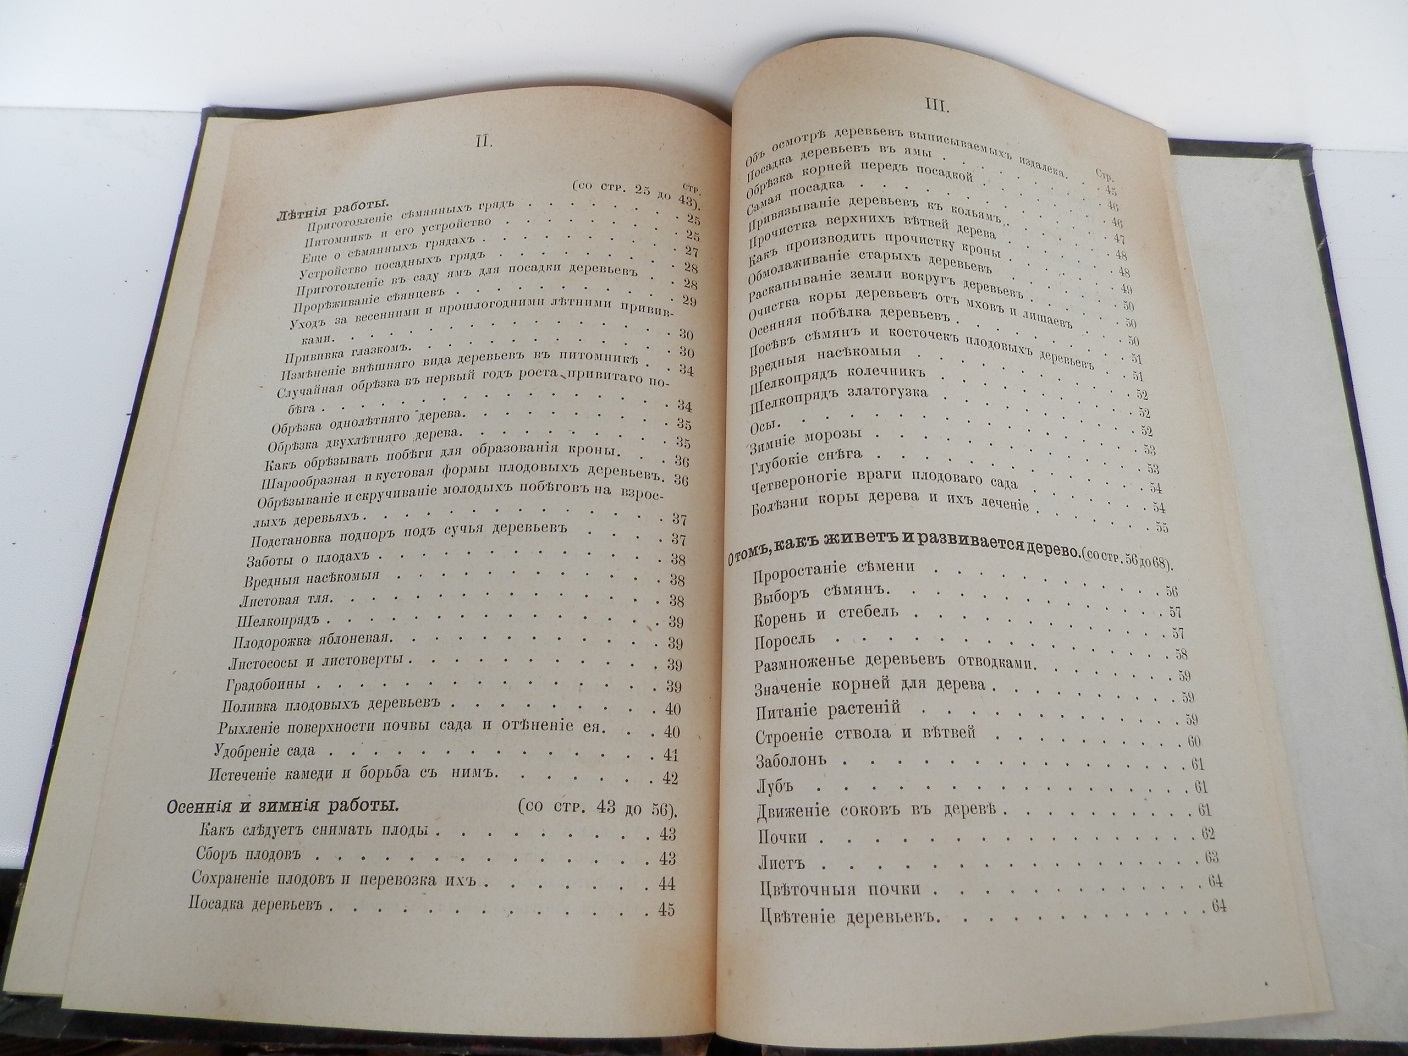 II.
стр.
Лѣтнія работы. (со стр. 25 до 43).
Приготовленіе сѣмянныхъ грядъ . . . . . . . 25
Питомникъ и его устройство . . . . . . . 25
Еще о сѣмянныхъ грядахъ . . . . . . . . 27
Устройство посадныхъ грядъ . . . . . . . . 28
Приготовленіе въ саду ямъ для посадки деревьевъ . . 28
Прорѣживаніе сѣянцевъ . . . . . . . . . 29
Уходъ за весенними и прошлогодними лѣтними привив-
ками. . . . . . . . . . . . . . . 30
Прививка глазкомъ. . . . . . . . . . . 30
Измѣненіе внѣшняго вида деревьевъ въ питомникѣ . . 34
Случайная обрѣзка въ первый годъ роста привитаго по-
бѣга . . . . . . . . . . . . . . 34
Обрѣзка однолѣтняго дерева. . . . . . . . . 35
Обрѣзка двухлѣтняго дерева. . . . . . . . . 35
Какъ обрѣзывать побѣги для образованія кроны. . . 36
Шарообразная и кустовая формы плодовыхъ деревьевъ. 36
Обрѣзываніе и скручиваніе молодыхъ побѣговъ на взрос-
лыхъ деревьяхъ . . . . . . . . . . . . 37
Подстановка подпоръ подъ сучья деревьевъ . . . . 37
Заботы о плодахъ . . . . . . . . . . . 38
Вредныя насѣкомыя . . . . . . . . . . 38
Листовая тля. . . . . . . . . . . . . 38
Шелкопрядъ . . . . . . . . . . . . . 39
Плодорожка яблоневая. . . . . . . . . . . 39
Листососы и листоверты . . . . . . . . . . 39
Градобоины . . . . . . . . . . . . . 39
Поливка плодовыхъ деревьевъ . . . . . . . . 40
Рыхленіе поверхности почвы сада и отѣненіе ея. . . 40
Удобреніе сада . . . . . . . . . . . . 41
Истеченіе камеди и борьба съ нимъ. . . . . . . 42
Осеннія и зимнія работы. (со стр. 43 до 56).
Какъ слѣдуетъ снимать плоды . . . . . . . . 43
Сборъ плодовъ . . . . . . . . . . . . 43
Сохраненіе плодовъ и перевозка ихъ . . . . . . 44
Посадка деревьевъ . . . . . . . . . . . 45
III.
Стр.
Объ осмотрѣ деревьевъ выписываемыхъ издалека. . 45
Посадка деревьевъ въ ямы . . . . . . . . 46
Обрѣзка корней передъ посадкой . . . . . . 46
Самая посадка . . . . . . . . . . . 47
Привязываніе деревьевъ къ кольямъ. . . . . . 48
Прочистка верхнихъ вѣтвей дерева . . . . . . 48
Какъ производить прочистку кроны . . . . . . 49
Обмолаживаніе старыхъ деревьевъ . . . . . . 50
Раскапываніе земли вокругъ деревьевъ . . . . . 50
Очистка коры деревьевъ отъ мховъ и лишаевъ . . . 50
Осенняя побѣлка деревьевъ . . . . . . . . 51
Посѣвъ сѣмянъ и косточекъ плодовыхъ деревьевъ . . 51
Вредныя насѣкомыя . . . . . . . . . . 52
Шелкопрядъ колечникъ . . . . . . . . . 52
Шелкопрядъ златогузка . . . . . . . . . 52
Осы. . . . . . . . . . . . . . . 53
Зимніе морозы . . . . . . . . . . . 53
Глубокіе снѣга . . . . . . . . . . . 54
Четвероногіе враги плодоваго сада . . . . . . 54
Болѣзни коры дерева и ихъ леченіе . . . . . . 55
О томъ, какъ живетъ и развивается дерево. (со стр. 56 до 68).
Проростаніе сѣмени . . . . . . . . . . 56
Выборъ сѣмянъ. . . . . . . . . . . . 57
Корень и стебель . . . . . . . . . . . 57
Поросль . . . . . . . . . . . . . 58
Размноженье деревьевъ отводками. . . . . . . 59
Значеніе корней для дерева . . . . . . . . . 59
Питаніе растеній . . . . . . . . . . . 59
Строеніе ствола и вѣтвей . . . . . . . . . 60
Заболонь . . . . . . . . . . . . . 61
Лубъ . . . . . . . . . . . . . . 61
Движеніе соковъ въ деревѣ . . . . . . . . . 61
Почки . . . . . . . . . . . . . . 62
Листъ . . . . . . . . . . . . . . 63
Цвѣточныя почки . . . . . . . . . . . 64
Цвѣтеніе деревьевъ. . . . . . . . . . . 64